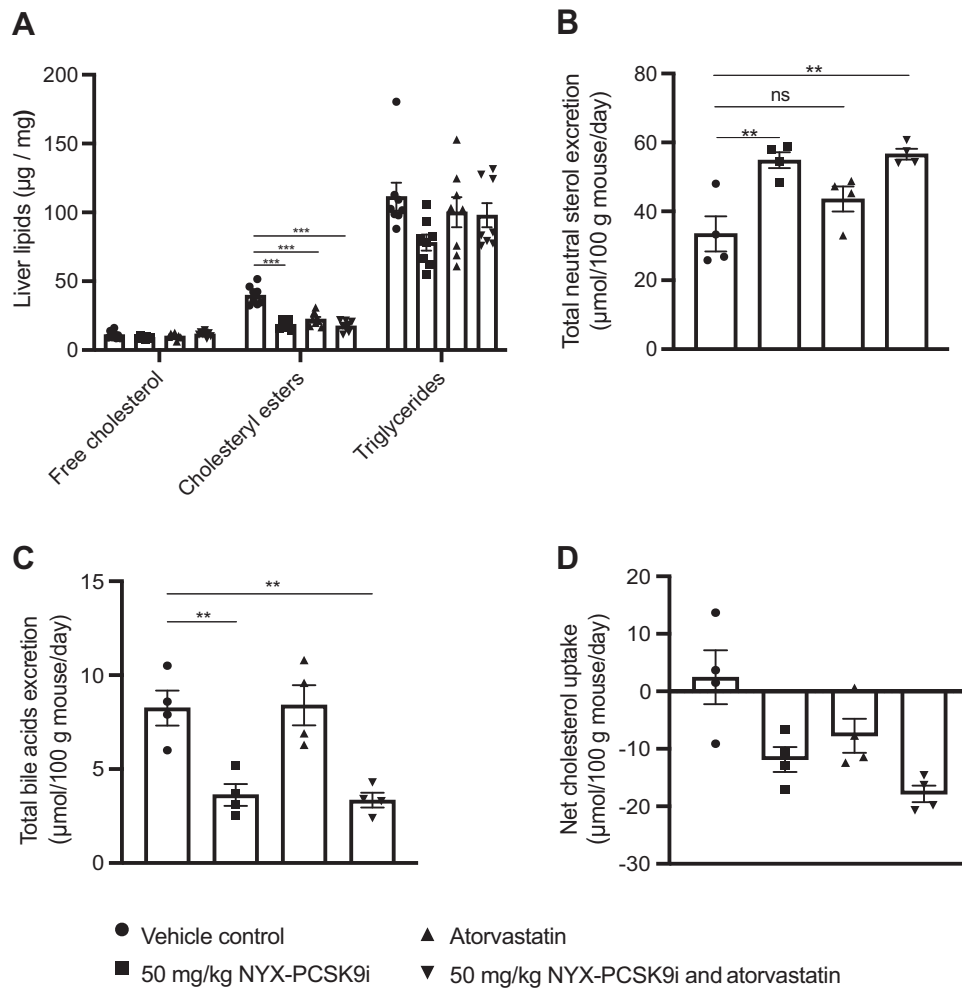 A
Liver lipids (µg / mg)
200
150
100
50
0
***
***
***
Free cholesterol
Cholesteryl esters
Triglycerides
B
Total neutral sterol excretion
(µmol/100 g mouse/day)
80
60
40
20
0
**
ns
**
C
Total bile acids excretion
(µmol/100 g mouse/day)
15
10
5
0
**
**
D
Net cholesterol uptake
(µmol/100 g mouse/day)
20
10
0
-10
-20
-30
Vehicle control
50 mg/kg NYX-PCSK9i
Atorvastatin
50 mg/kg NYX-PCSK9i and atorvastatin